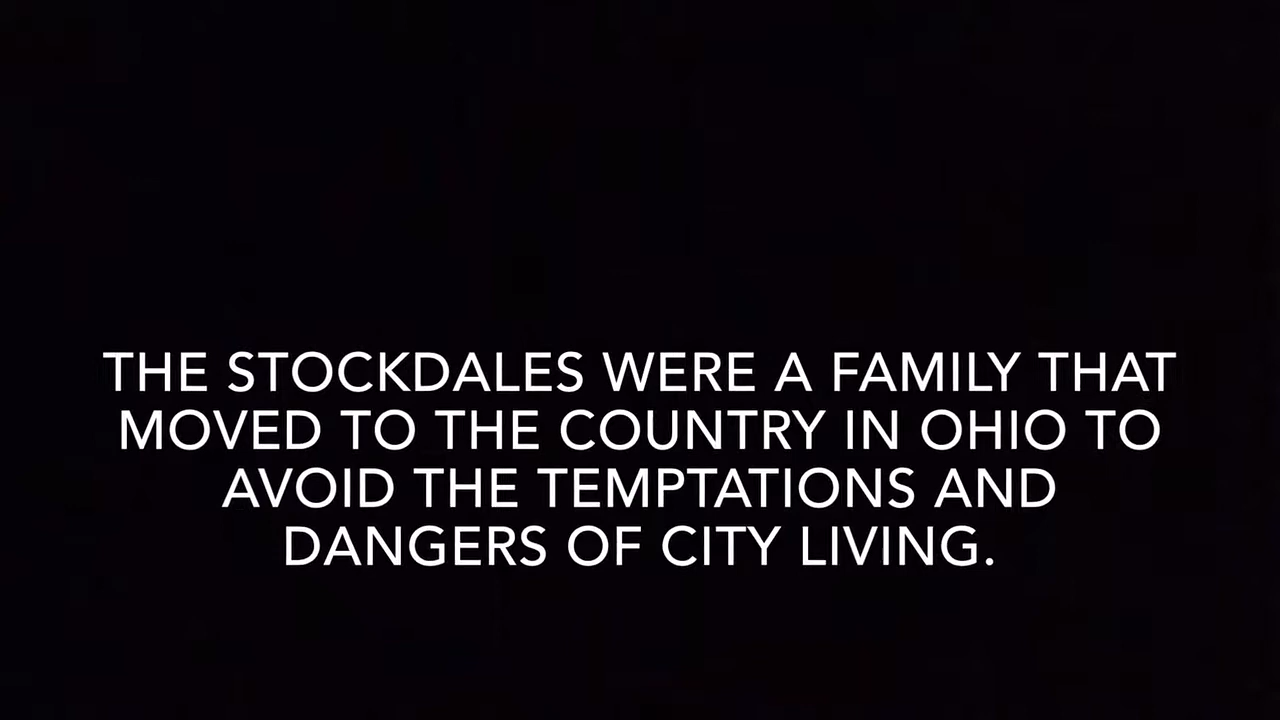 THE STOCKDALES WERE A FAMILY THAT
MOVED TO THE COUNTRY IN OHIO TO
AVOID THE TEMPTATIONS AND
DANGERS OF CITY LIVING.